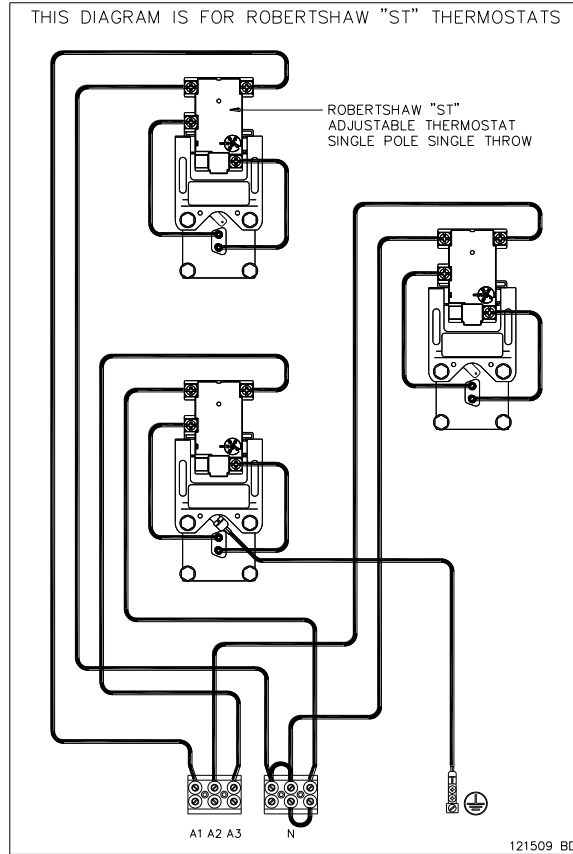 THIS DIAGRAM IS FOR ROBERTSHAW "ST" THERMOSTATS
ROBERTSHAW "ST"
ADJUSTABLE THERMOSTAT
SINGLE POLE SINGLE THROW
A1 A2 A3
N
121509 BD